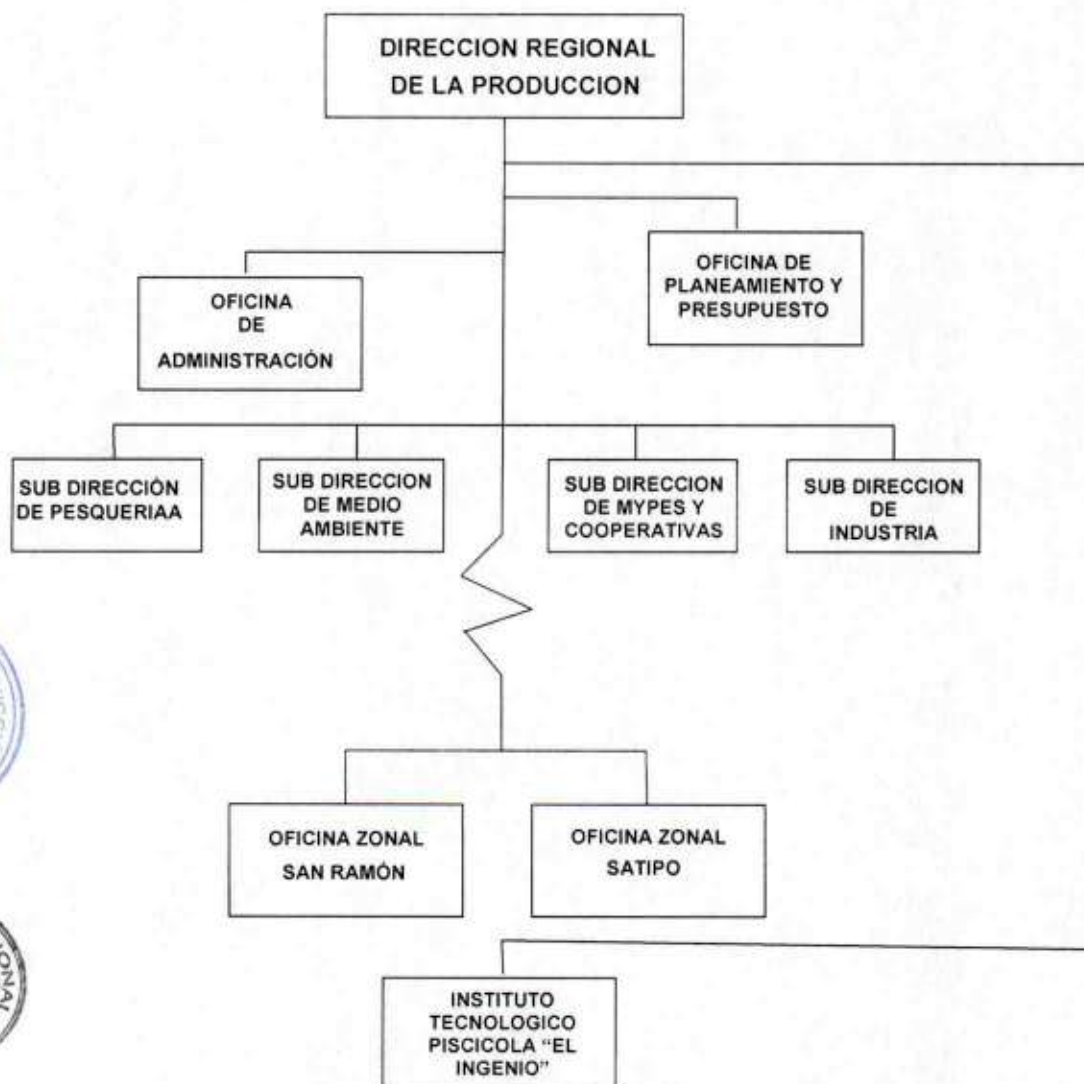 DIRECCION REGIONAL
DE LA PRODUCCION
OFICINA DE
PLANEAMIENTO Y
PRESUPUESTO
OFICINA
DE
ADMINISTRACIÓN
SUB DIRECCIÓN
DE PESQUERIAA
SUB DIRECCION
DE MEDIO
AMBIENTE
SUB DIRECCION
DE MYPES Y
COOPERATIVAS
SUB DIRECCION
DE
INDUSTRIA
OFICINA ZONAL
SAN RAMÓN
OFICINA ZONAL
SATIPO
INSTITUTO
TECNOLOGICO
PISCICOLA “EL
INGENIO”